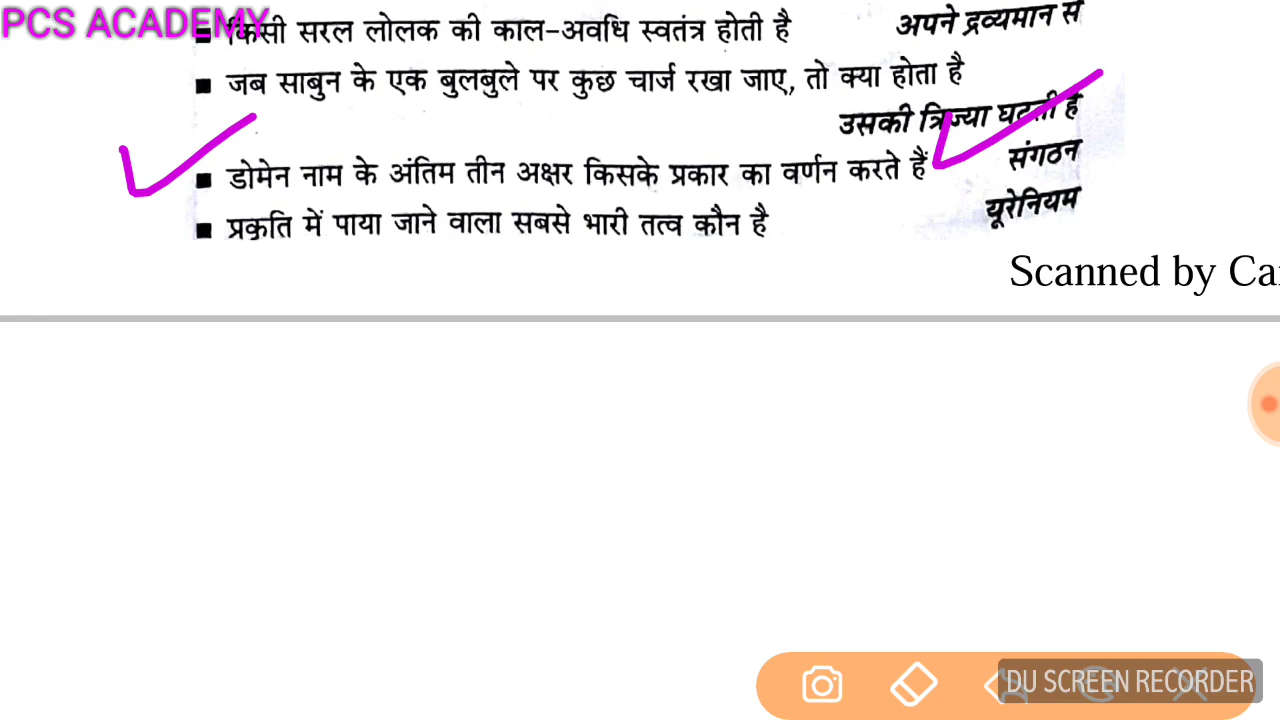 PCS ACADEMY
■ किसी सरल लोलक की काल-अवधि स्वतंत्र होती है अपने द्रव्यमान से
■ जब साबुन के एक बुलबुले पर कुछ चार्ज रखा जाए, तो क्या होता है
उसकी त्रिज्या घटती है
■ डोमेन नाम के अंतिम तीन अक्षर किसके प्रकार का वर्णन करते हैं संगठन
■ प्रकृति में पाया जाने वाला सबसे भारी तत्व कौन है यूरेनियम
Scanned by
DU SCREEN RECORDER